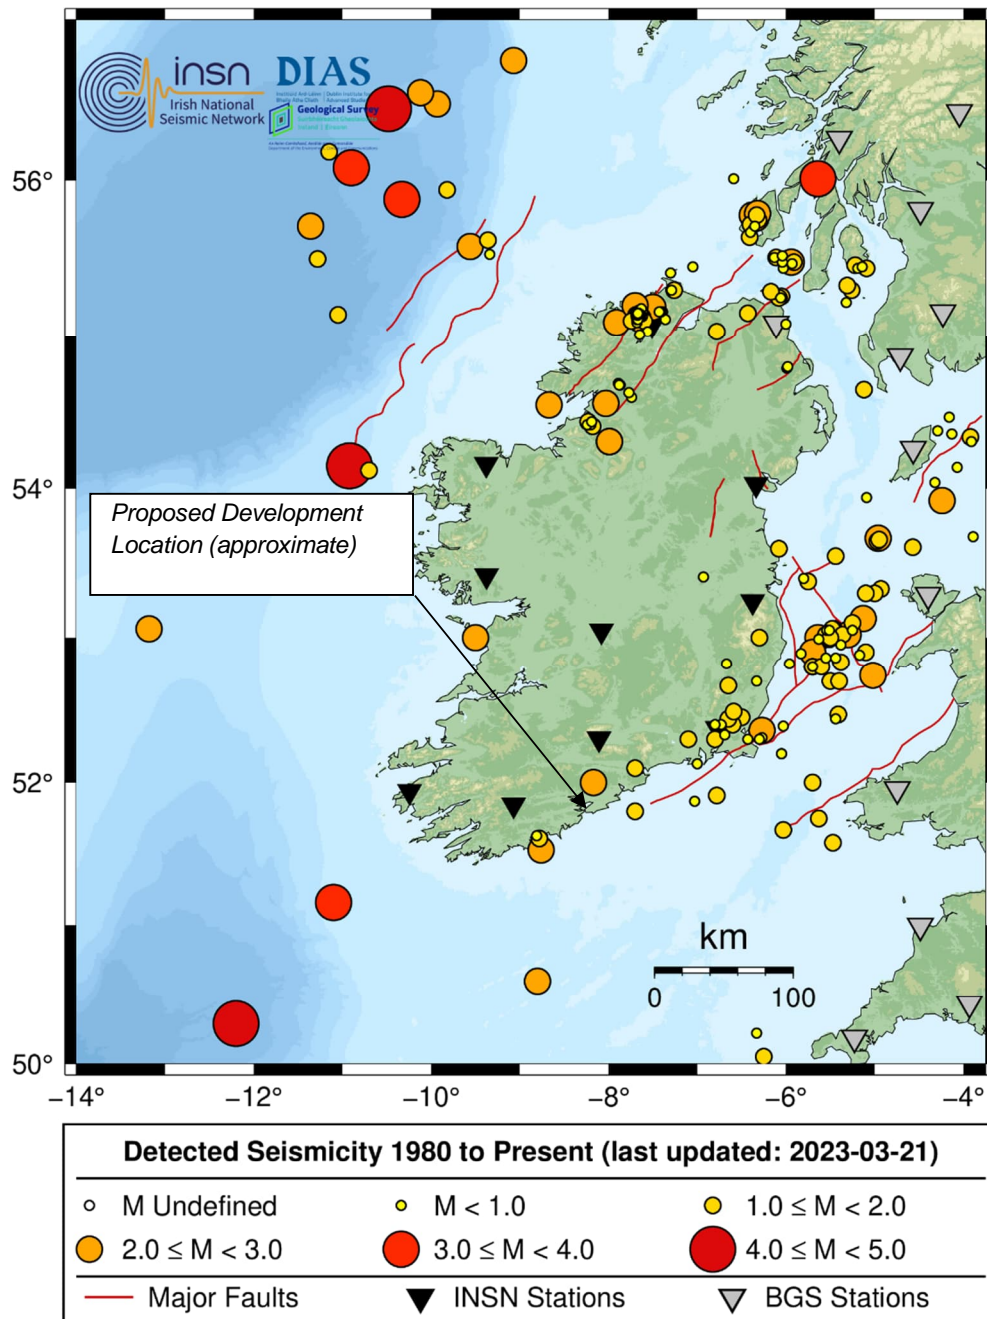 insn
Irish National
Seismic Network
DIAS
Geological Survey
56°
54°
52°
50°
Proposed Development
Location (approximate)
km
0 100
−14° −12° −10° −8° −6° −4°
Detected Seismicity 1980 to Present (last updated: 2023-03-21)
M Undefined M < 1.0 1.0 ≤ M < 2.0
2.0 ≤ M < 3.0 3.0 ≤ M < 4.0 4.0 ≤ M < 5.0
Major Faults INSN Stations BGS Stations